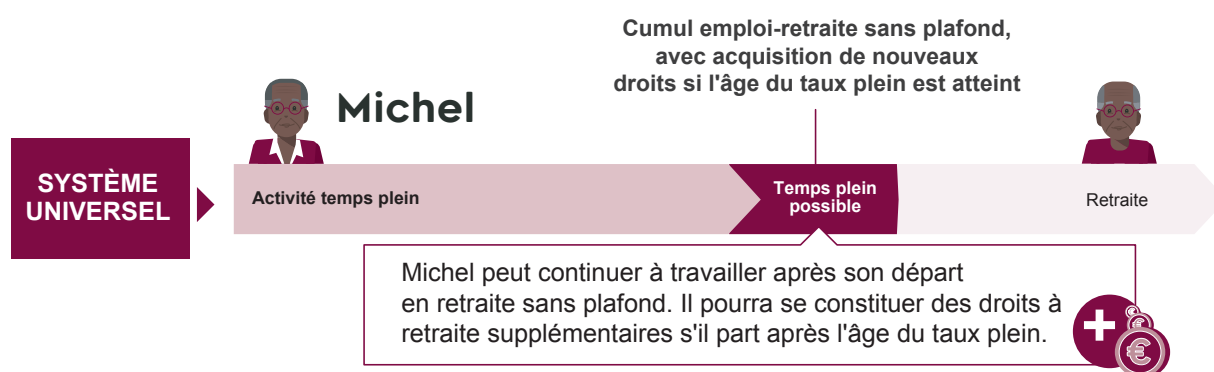 Cumul emploi-retraite sans plafond,
avec acquisition de nouveaux
droits si l'âge du taux plein est atteint
Michel
SYSTÈME
UNIVERSEL
Activité temps plein
Temps plein
possible
Retraite
Michel peut continuer à travailler après son départ
en retraite sans plafond. Il pourra se constituer des droits à
retraite supplémentaires s'il part après l'âge du taux plein.
+
€
€